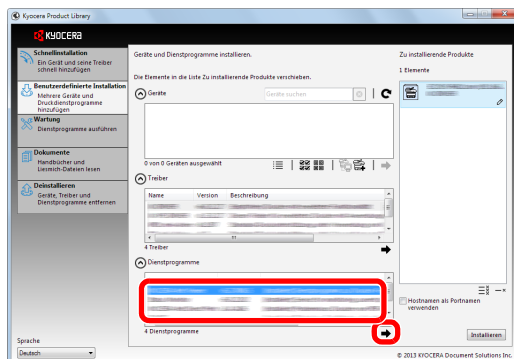 Kyocera Product Library
KYOCERA
Schnellinstallation
Ein Gerät und seine Treiber
schnell hinzufügen
Benutzerdefinierte Installation
Mehrere Geräte und
Druckdienstprogramme
hinzufügen
Wartung
Dienstprogramme ausführen
Dokumente
Handbücher und
Liesmich-Dateien lesen
Deinstallieren
Geräte, Treiber und
Dienstprogramme entfernen
Sprache
Deutsch
Geräte und Dienstprogramme installieren.
Die Elemente in die Liste Zu installierende Produkte verschieben.
Geräte
Geräte suchen
0 von 0 Geräten ausgewählt
Treiber
Name Version Beschreibung
4 Treiber
Dienstprogramme
4 Dienstprogramme
Zu installierende Produkte
1 Elemente
Hostnamen als Portnamen
verwenden
Installieren
© 2013 KYOCERA Document Solutions Inc.